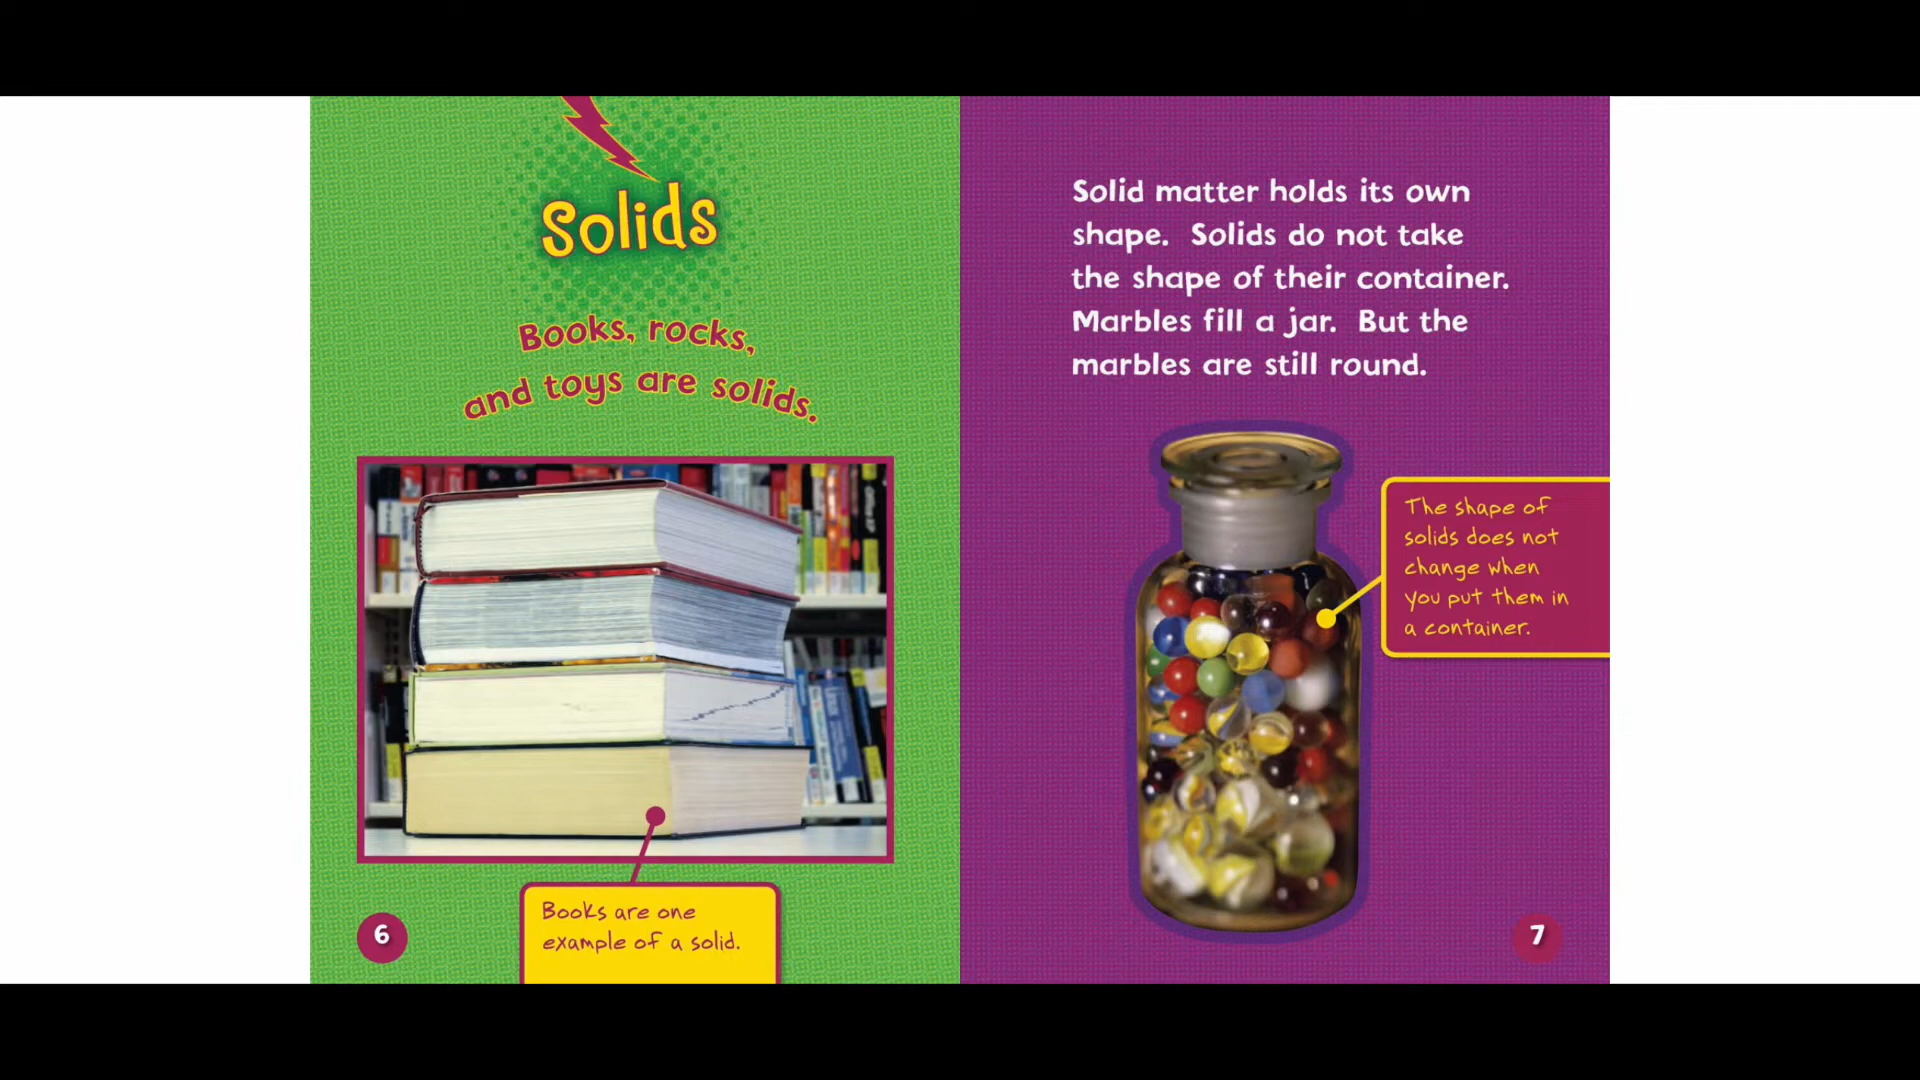 Solids
Books, rocks,
and toys are solids.
Books are one
example of a solid.
6
Solid matter holds its own
shape. Solids do not take
the shape of their container.
Marbles fill a jar. But the
marbles are still round.
The shape of
solids does not
change when
you put them in
a container.
7